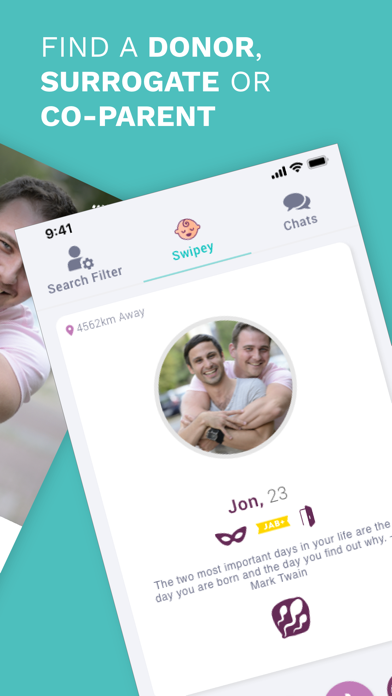 FIND A DONOR,
SURROGATE OR
CO-PARENT
9:41
Search Filter
Swipey
Chats
4562km Away
Jon, 23
JAB+
The two most important days in your life are the
day you are born and the day you find out why. -
Mark Twain